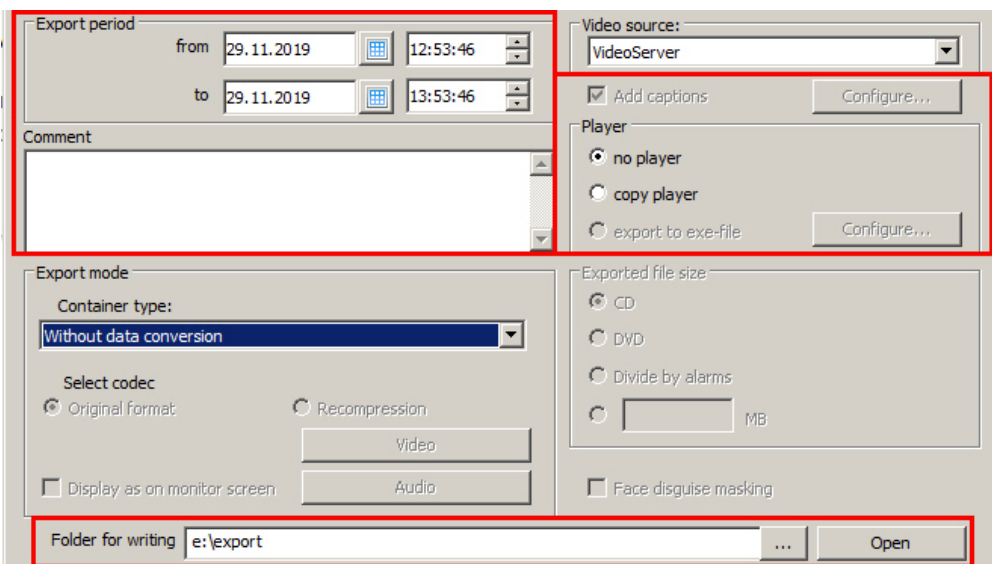 Export period
from 29.11.2019 12:53:46
to 29.11.2019 13:53:46
Comment
Video source:
VideoServer
Add captions Configure...
Player
no player
copy player
export to exe-file Configure...
Export mode
Container type:
Without data conversion
Select codec
Original format Recompression
Video
Display as on monitor screen Audio
Exported file size
CD
DVD
Divide by alarms
MB
Face disguise masking
Folder for writing e:\export ... Open